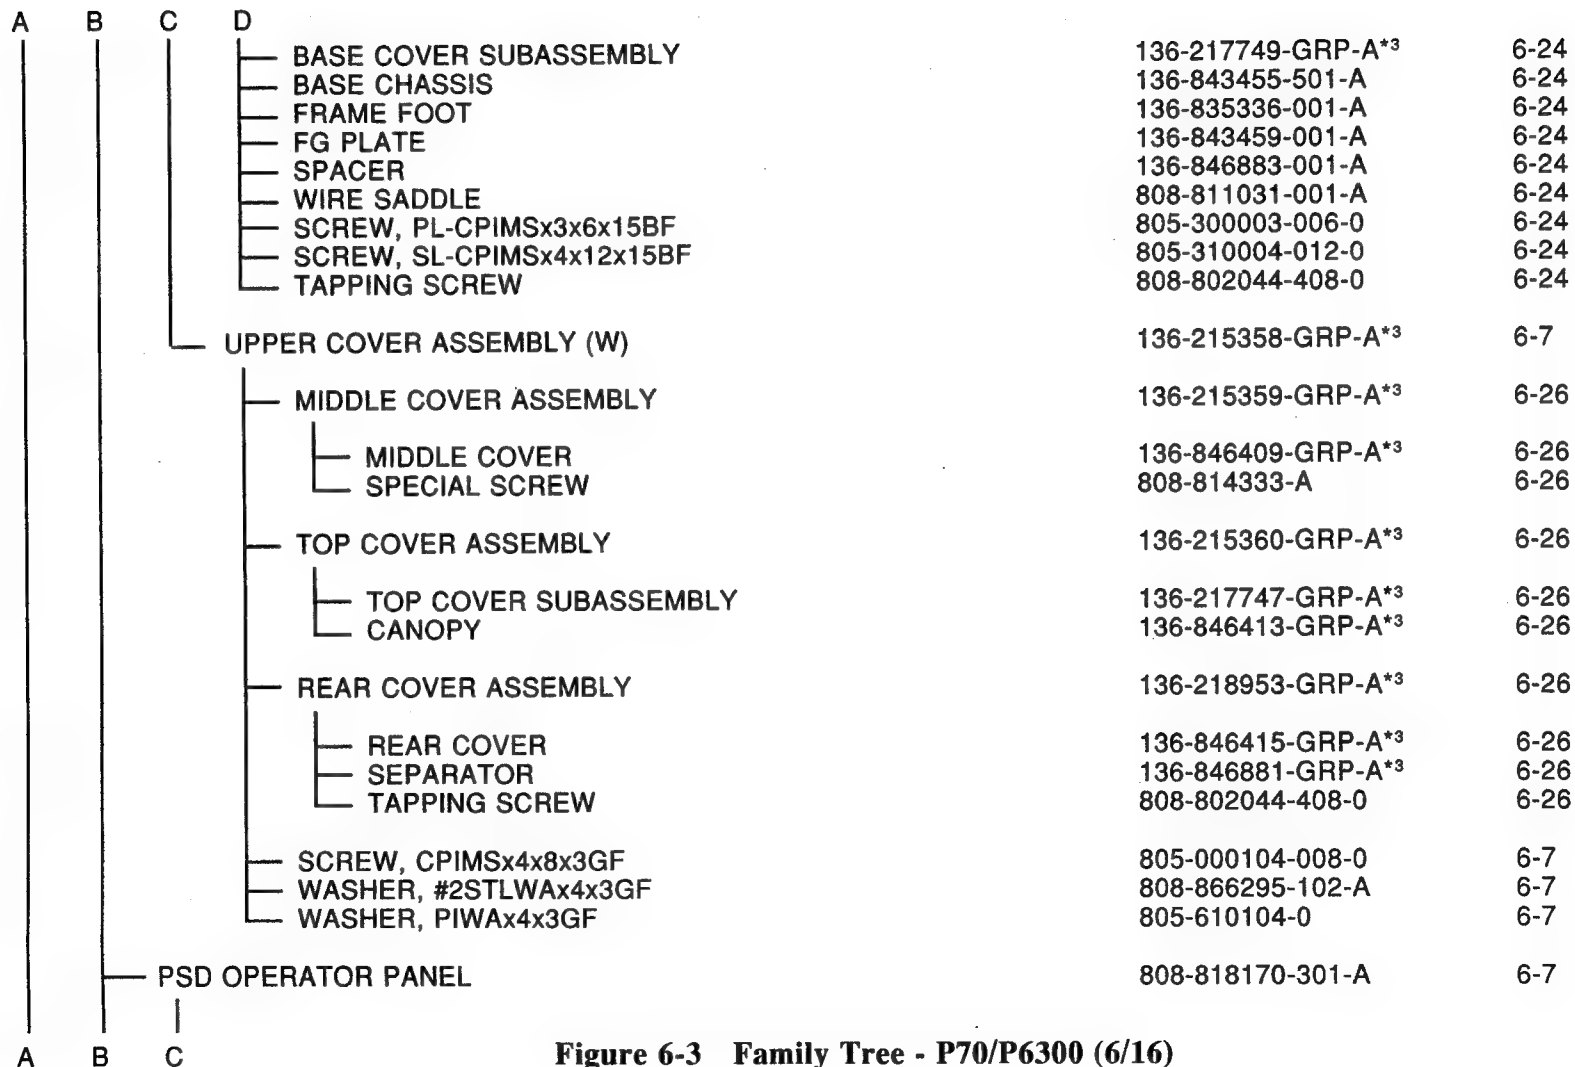 A B C D
BASE COVER SUBASSEMBLY 136-217749-GRP-A*3 6-24
BASE CHASSIS 136-843455-501-A 6-24
FRAME FOOT 136-835336-001-A 6-24
FG PLATE 136-843459-001-A 6-24
SPACER 136-846883-001-A 6-24
WIRE SADDLE 808-811031-001-A 6-24
SCREW, PL-CPIMSx3x6x15BF 805-300003-006-0 6-24
SCREW, SL-CPIMSx4x12x15BF 805-310004-012-0 6-24
TAPPING SCREW 808-802044-408-0 6-24
UPPER COVER ASSEMBLY (W) 136-215358-GRP-A*3 6-7
MIDDLE COVER ASSEMBLY 136-215359-GRP-A*3 6-26
MIDDLE COVER 136-846409-GRP-A*3 6-26
SPECIAL SCREW 808-814333-A 6-26
TOP COVER ASSEMBLY 136-215360-GRP-A*3 6-26
TOP COVER SUBASSEMBLY 136-217747-GRP-A*3 6-26
CANOPY 136-846413-GRP-A*3 6-26
REAR COVER ASSEMBLY 136-218953-GRP-A*3 6-26
REAR COVER 136-846415-GRP-A*3 6-26
SEPARATOR 136-846881-GRP-A*3 6-26
TAPPING SCREW 808-802044-408-0 6-26
SCREW, CPIMSx4x8x3GF 805-000104-008-0 6-7
WASHER, #2STLWAx4x3GF 808-866295-102-A 6-7
WASHER, PIWAx4x3GF 805-610104-0 6-7
PSD OPERATOR PANEL 808-818170-301-A 6-7
A B C
Figure 6-3 Family Tree - P70/P6300 (6/16)